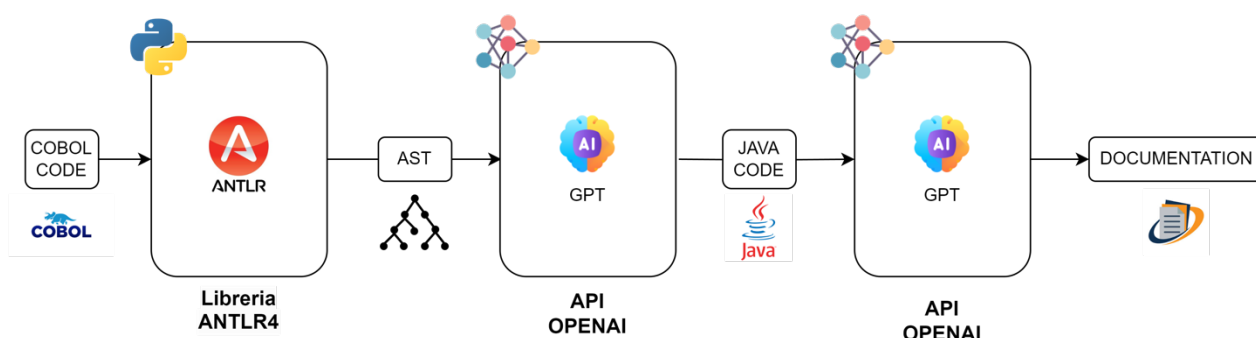 COBOL
CODE
COBOL
ANTLR
Libreria
ANTLR4
AST
AI
GPT
API
OPENAI
JAVA
CODE
Java
AI
GPT
API
OPENAI
DOCUMENTATION